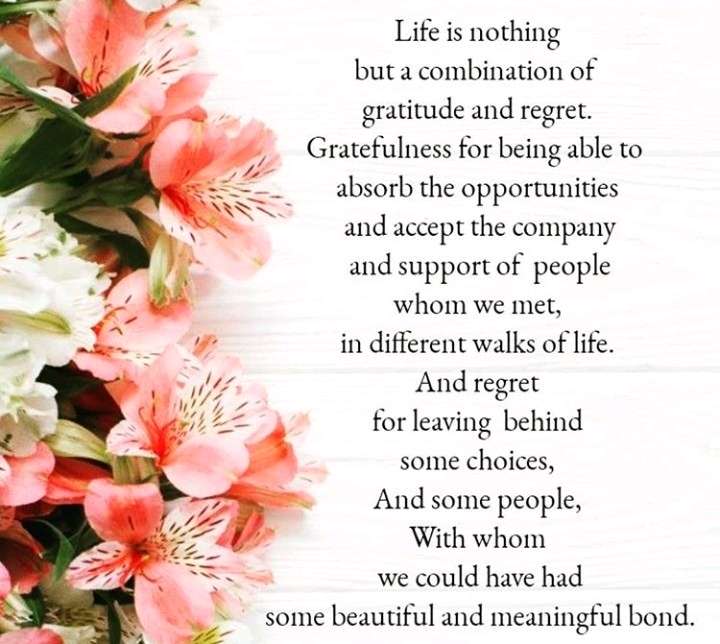 Life is nothing
but a combination of
gratitude and regret.
Gratefulness for being able to
absorb the opportunities
and accept the company
and support of people
whom we met,
in different walks of life.
And regret
for leaving behind
some choices,
And some people,
With whom
we could have had
some beautiful and meaningful bond.